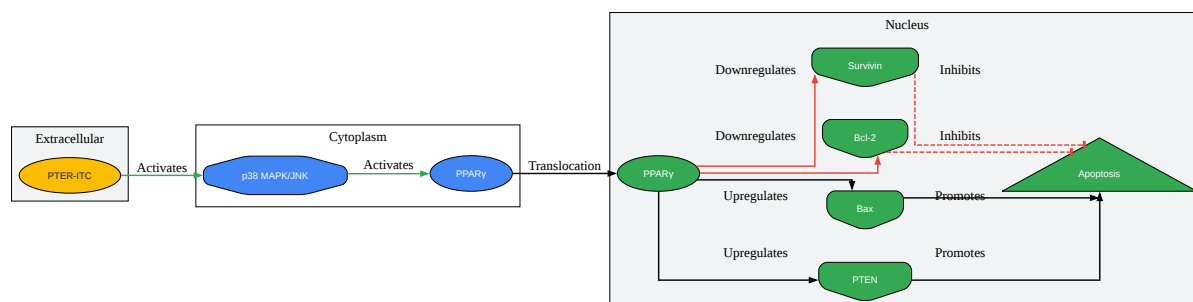 Nucleus
Downregulates
Survivin
Inhibits
Extracellular
Cytoplasm
Downregulates
Bcl-2
Inhibits
PTER-ITC
Activates
p38 MAPK/JNK
Activates
PPARγ
Translocation
PPARγ
Apoptosis
Upregulates
Bax
Promotes
Upregulates
PTEN
Promotes